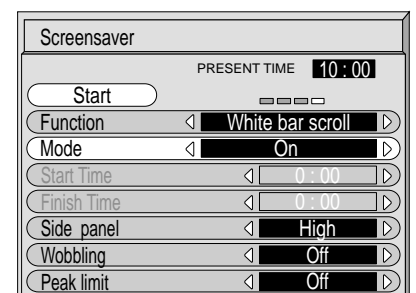 Screensaver
PRESENT TIME 10 : 00
Start
Function White bar scroll
Mode On
Start Time 0 : 00
Finish Time 0 : 00
Side panel High
Wobbling Off
Peak limit Off